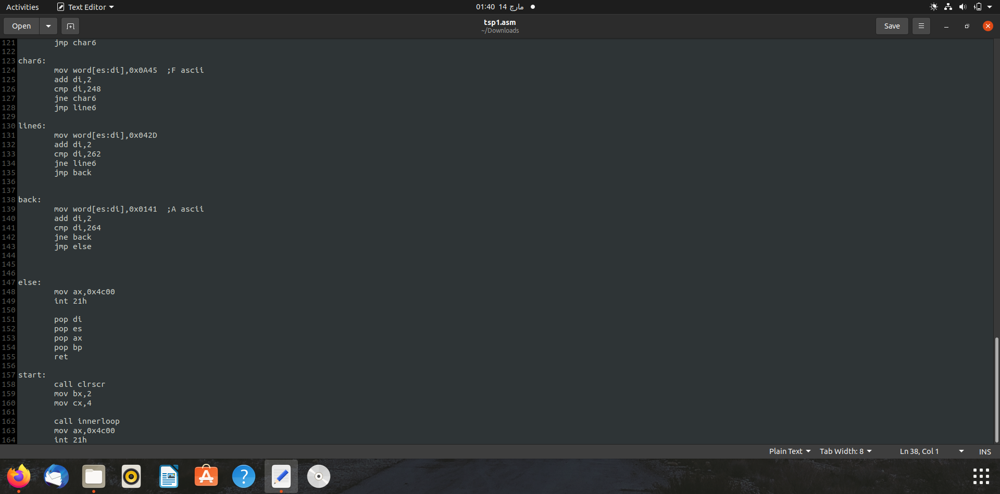 Activities Text Editor 01:40 14 مارچ
Open tsp1.asm Save
~/Downloads
121 jmp char6
122
123 char6:
124 mov word[es:di],0x0A45 ;F ascii
125 add di,2
126 cmp di,248
127 jne char6
128 jmp line6
129
130 line6:
131 mov word[es:di],0x042D
132 add di,2
133 cmp di,262
134 jne line6
135 jmp back
136
137
138 back:
139 mov word[es:di],0x0141 ;A ascii
140 add di,2
141 cmp di,264
142 jne back
143 jmp else
144
145
146
147 else:
148 mov ax,0x4c00
149 int 21h
150
151 pop di
152 pop es
153 pop ax
154 pop bp
155 ret
156
157 start:
158 call clrscr
159 mov bx,2
160 mov cx,4
161
162 call innerloop
163 mov ax,0x4c00
164 int 21h
Plain Text Tab Width: 8 Ln 38, Col 1 INS